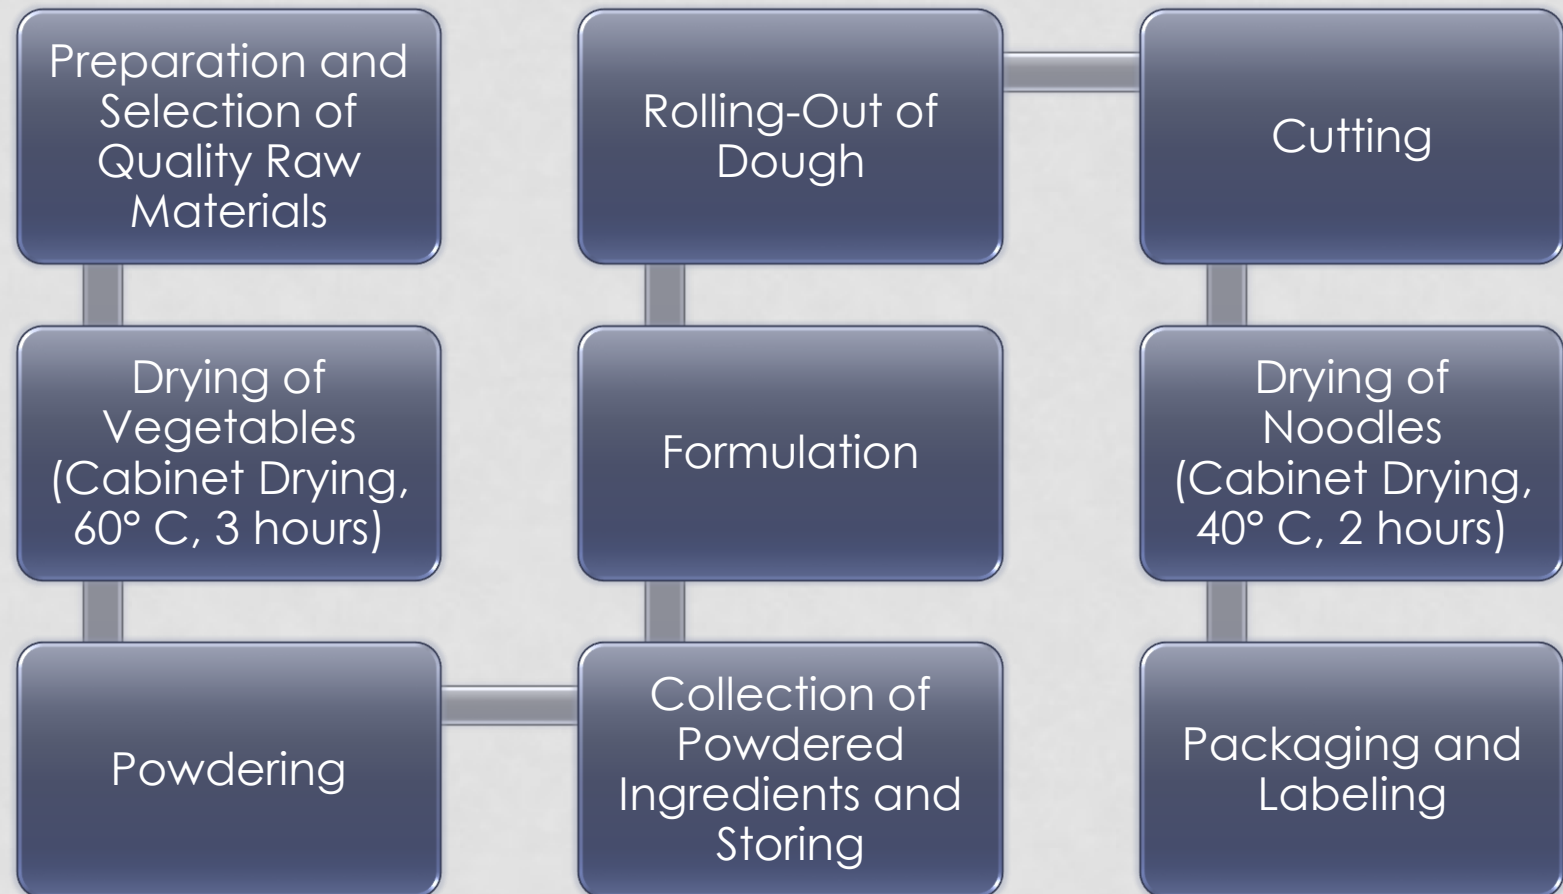 Preparation and
Selection of
Quality Raw
Materials
Drying of
Vegetables
(Cabinet Drying,
60° C, 3 hours)
Powdering
Collection of
Powdered
Ingredients and
Storing
Formulation
Rolling-Out of
Dough
Cutting
Drying of
Noodles
(Cabinet Drying,
40° C, 2 hours)
Packaging and
Labeling